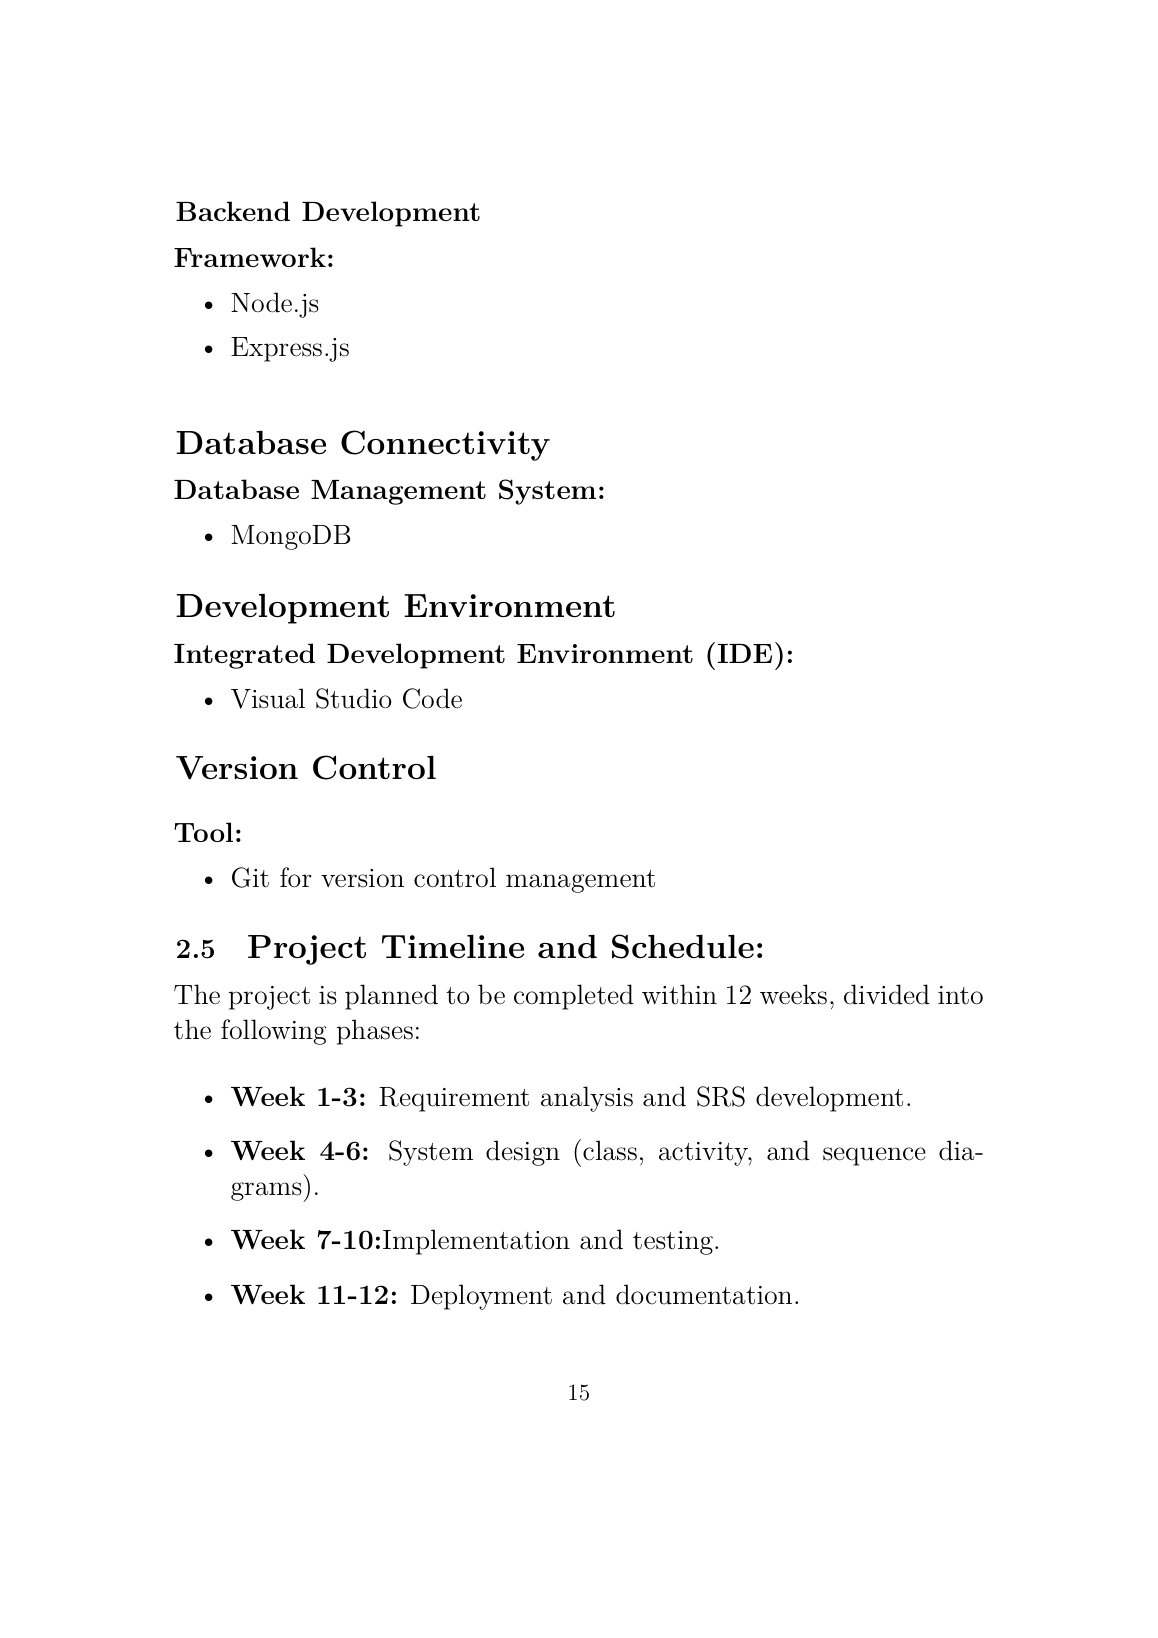 Backend Development
Framework:
• Node.js
• Express.js
Database Connectivity
Database Management System:
• MongoDB
Development Environment
Integrated Development Environment (IDE):
• Visual Studio Code
Version Control
Tool:
• Git for version control management
2.5 Project Timeline and Schedule:
The project is planned to be completed within 12 weeks, divided into
the following phases:
• Week 1-3: Requirement analysis and SRS development.
• Week 4-6: System design (class, activity, and sequence dia-
grams).
• Week 7-10:Implementation and testing.
• Week 11-12: Deployment and documentation.
15